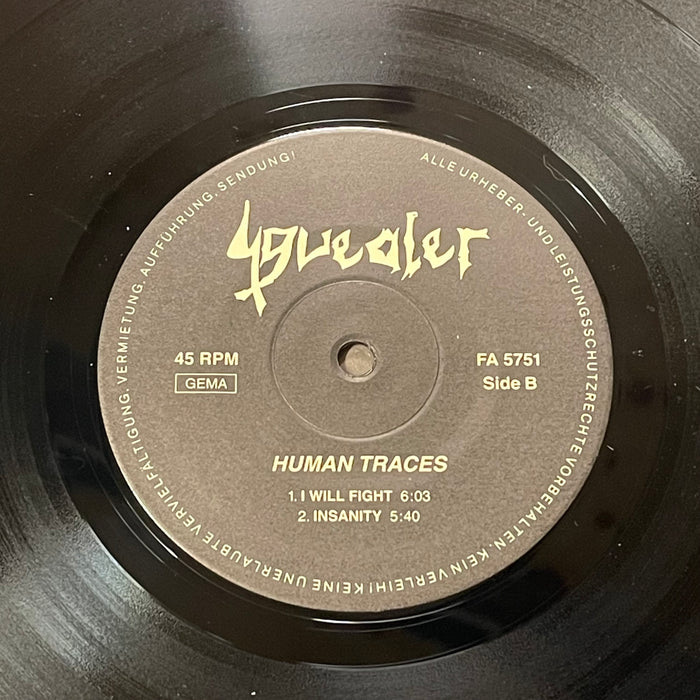 Squealer
45 RPM
GEMA
FA 5751
Side B
HUMAN TRACES
1. I WILL FIGHT 6:03
2. INSANITY 5:40
ALLE URHEBER- UND LEISTUNGSSCHUTZRECHTE VORBEHALTEN. KEIN VERLEIH! KEINE UNERLAUBTE VERVIELFÄLTIGUNG, VERMIETUNG, AUFFÜHRUNG, SENDUNG!